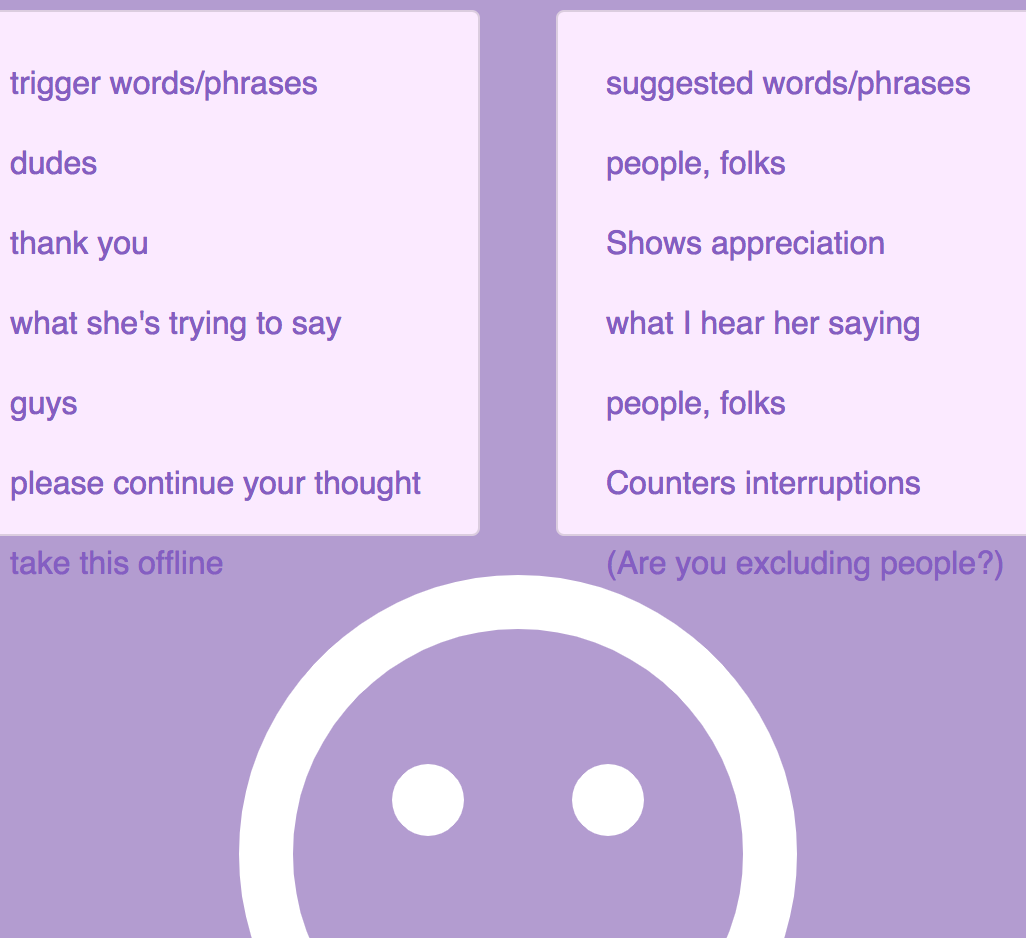 trigger words/phrases
dudes
thank you
what she's trying to say
guys
please continue your thought
take this offline
suggested words/phrases
people, folks
Shows appreciation
what I hear her saying
people, folks
Counters interruptions
(Are you excluding people?)